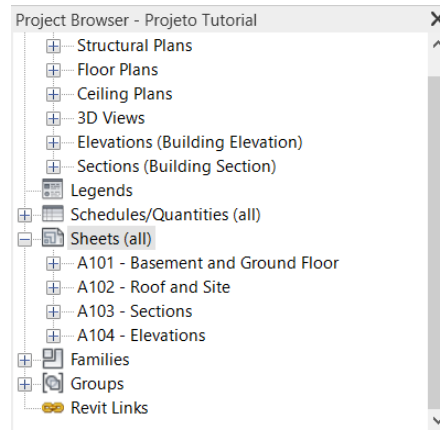 Project Browser - Projeto Tutorial
Structural Plans
Floor Plans
Ceiling Plans
3D Views
Elevations (Building Elevation)
Sections (Building Section)
Legends
Schedules/Quantities (all)
Sheets (all)
A101 - Basement and Ground Floor
A102 - Roof and Site
A103 - Sections
A104 - Elevations
Families
Groups
Revit Links